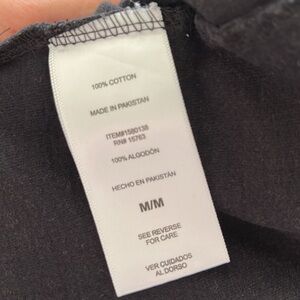 100% COTTON
MADE IN PAKISTAN
ITEM#1580138
RN# 15763
100% ALGODÓN
HECHO EN PAKISTÁN
M/M
SEE REVERSE
FOR CARE
VER CUIDADOS
AL DORSO